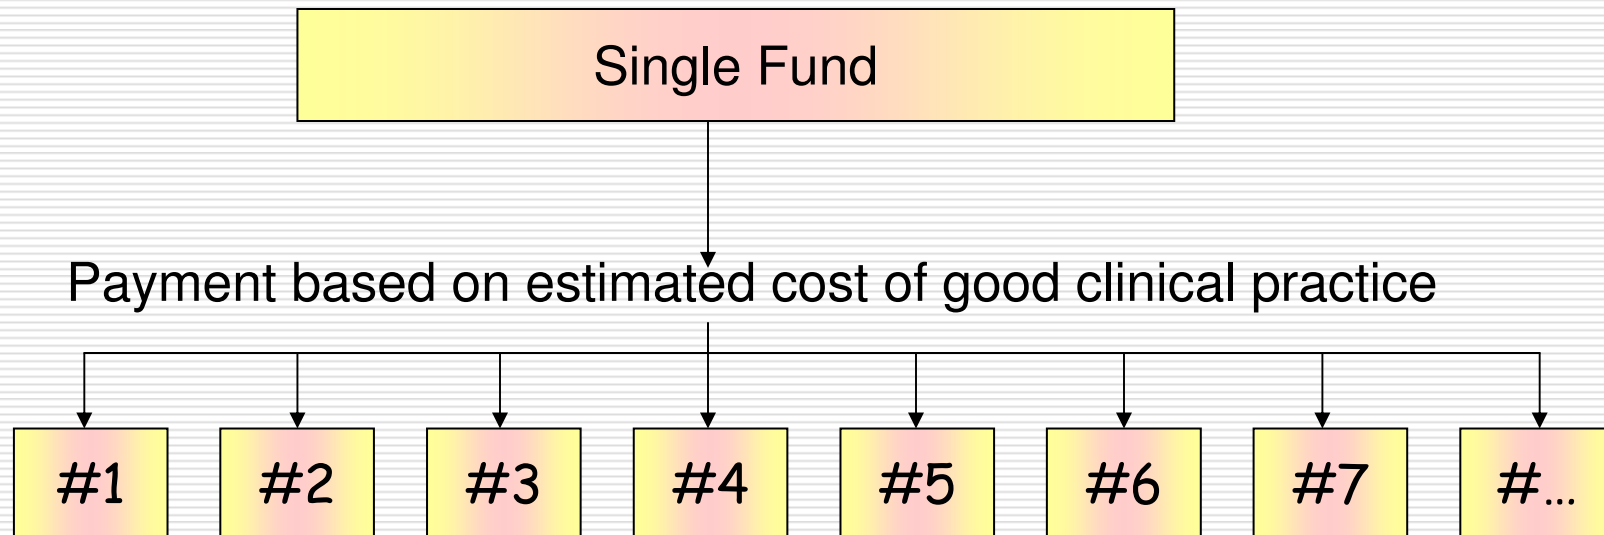 Single Fund
Payment based on estimated cost of good clinical practice
#1 #2 #3 #4 #5 #6 #7 #...